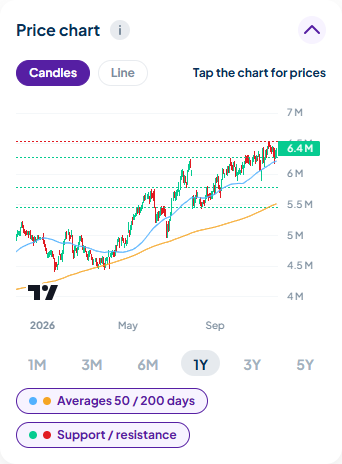 Price chart i
Candles Line Tap the chart for prices
7 M
6.4 M
6 M
5.5 M
5 M
4.5 M
4 M
2026 May Sep
1M 3M 6M 1Y 3Y 5Y
Averages 50 / 200 days
Support / resistance